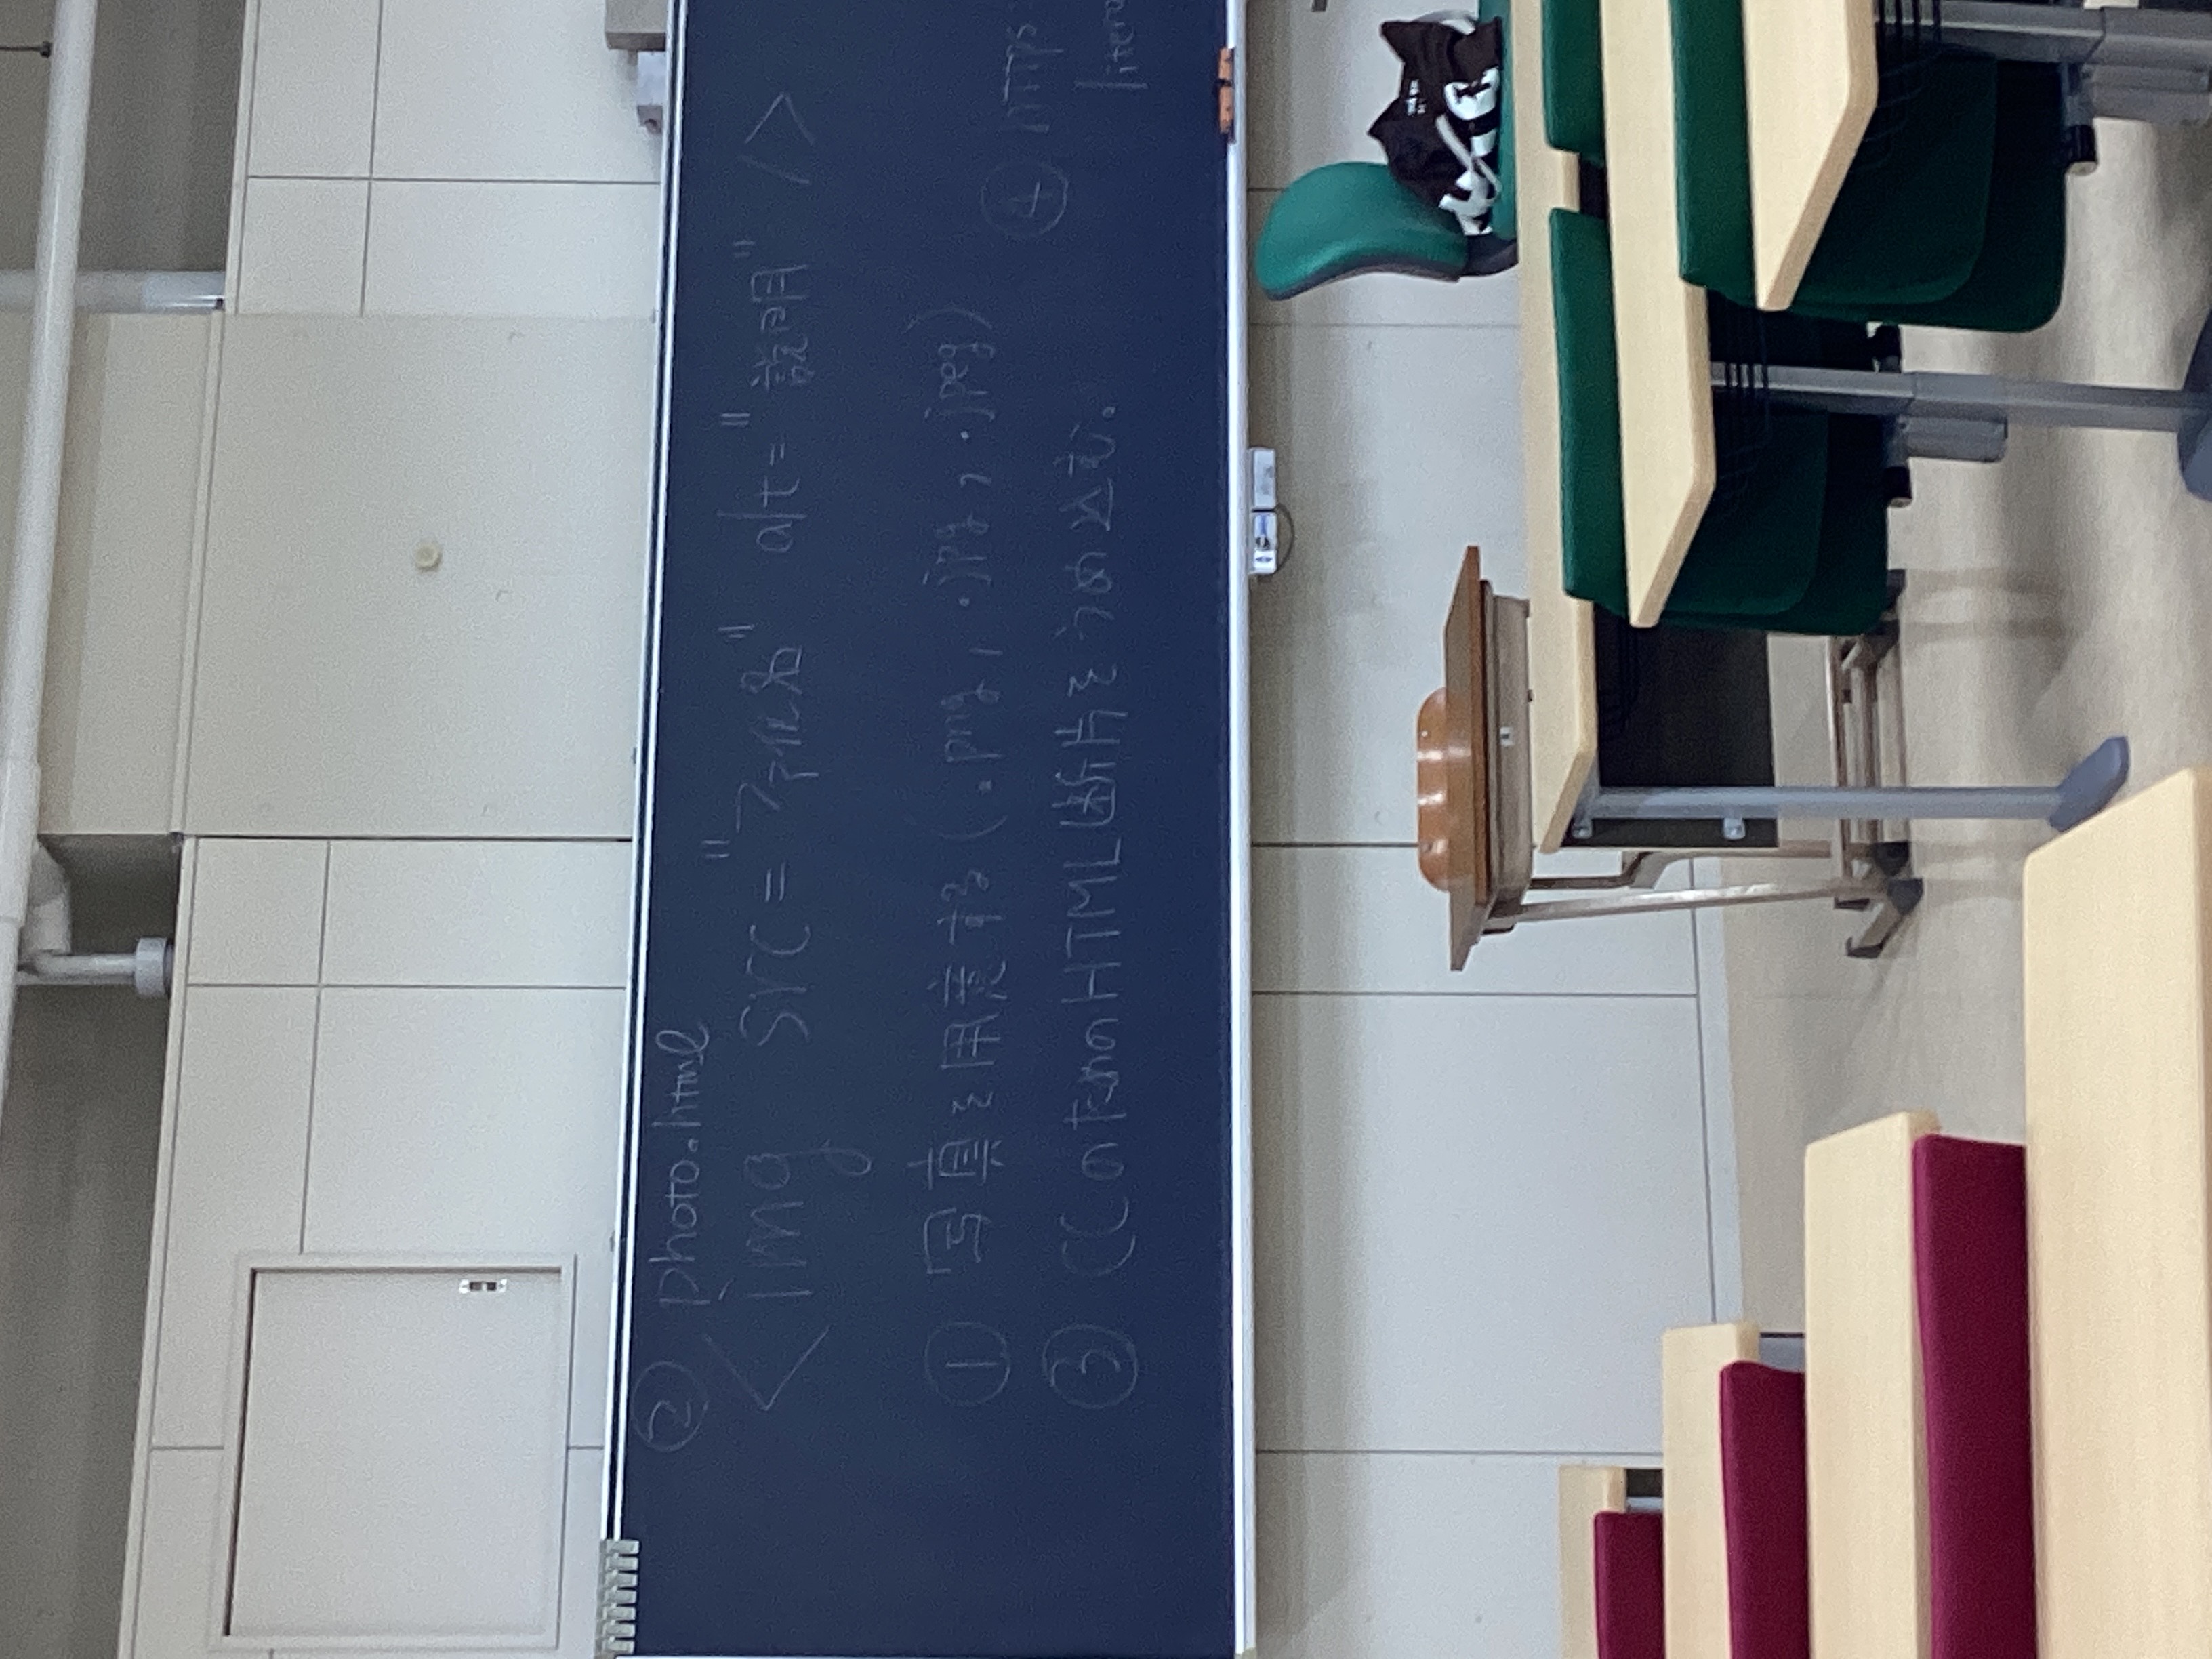 ② photo.html
<img src="ファイル名" alt="説明" />
① 写真を用意する(.png, .jpg, .jpeg)
③ CCのためのHTML断片をうめ込む。
④ https:
/litera